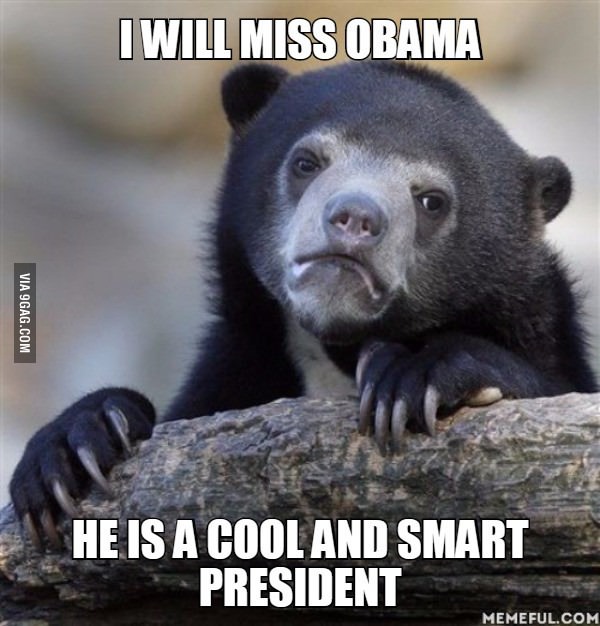 I WILL MISS OBAMA
VIA 9GAG.COM
HE IS A COOL AND SMART
PRESIDENT
MEMEFUL.COM